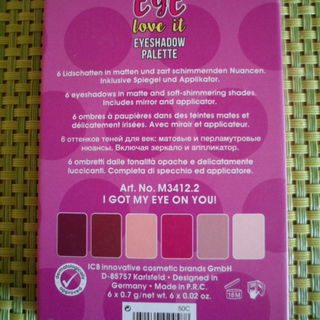 eye
love it
EYESHADOW
PALETTE
6 Lidschatten in matten und zart schimmernden Nuancen.
Inklusive Spiegel und Applikator.
6 eyeshadows in matte and soft-shimmering shades.
Includes mirror and applicator.
6 ombres à paupières dans des teintes mates et
délicatement irisées. Avec miroir et applicateur.
6 оттенков теней для век: матовые и перламутровые
нюансы. Включая зеркало и аппликатор.
6 ombretti dalle tonalità opache e delicatamente
luccicanti. Completa di specchio ed applicatore.
Art. No. M3412.2
I GOT MY EYE ON YOU!
ICB innovative cosmetic brands GmbH
D-85757 Karlsfeld • Designed in
Germany • Made in P.R.C.
6 x 0.7 g/net wt. 6 x 0.02 oz.
18 M
50C